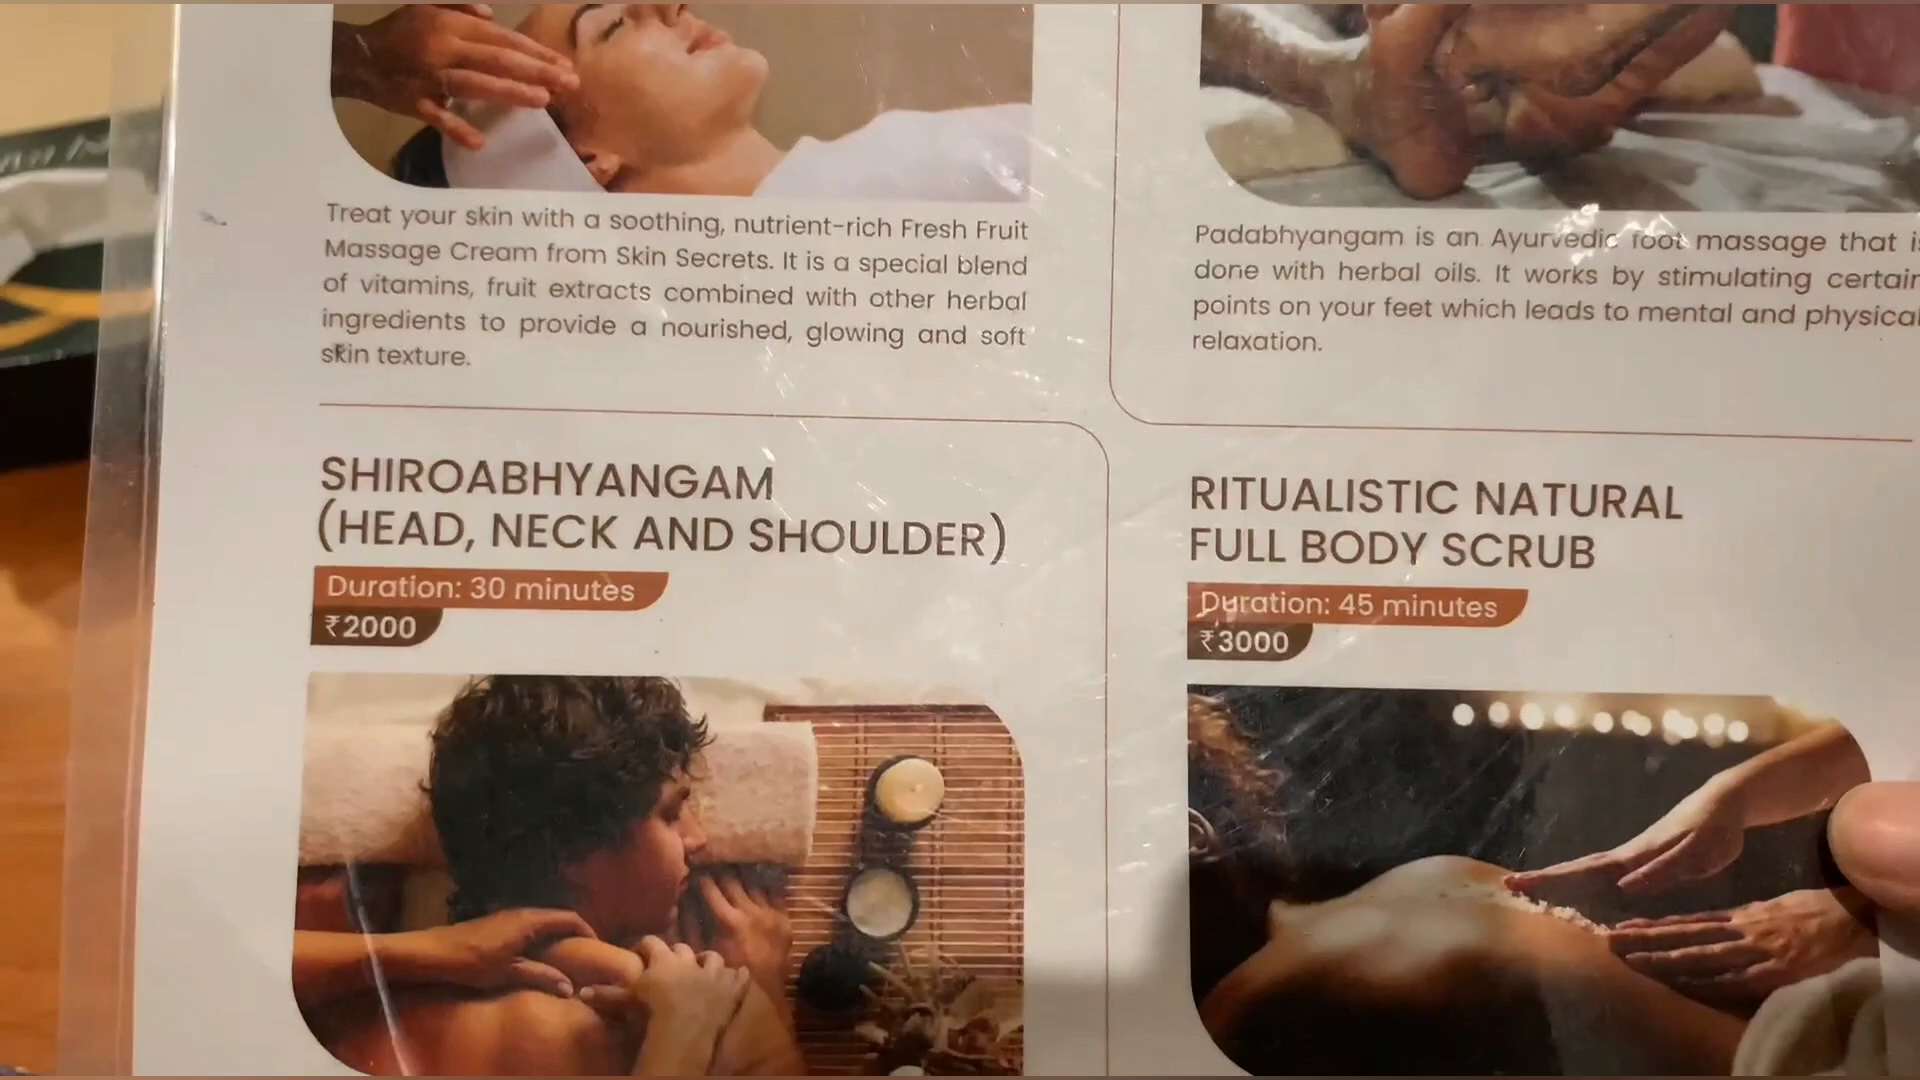 Treat your skin with a soothing, nutrient-rich Fresh Fruit
Massage Cream from Skin Secrets. It is a special blend
of vitamins, fruit extracts combined with other herbal
ingredients to provide a nourished, glowing and soft
skin texture.
Padabhyangam is an Ayurvedic foot massage that is
done with herbal oils. It works by stimulating certain
points on your feet which leads to mental and physical
relaxation.
SHIROABHYANGAM
(HEAD, NECK AND SHOULDER)
Duration: 30 minutes
₹2000
RITUALISTIC NATURAL
FULL BODY SCRUB
Duration: 45 minutes
₹3000